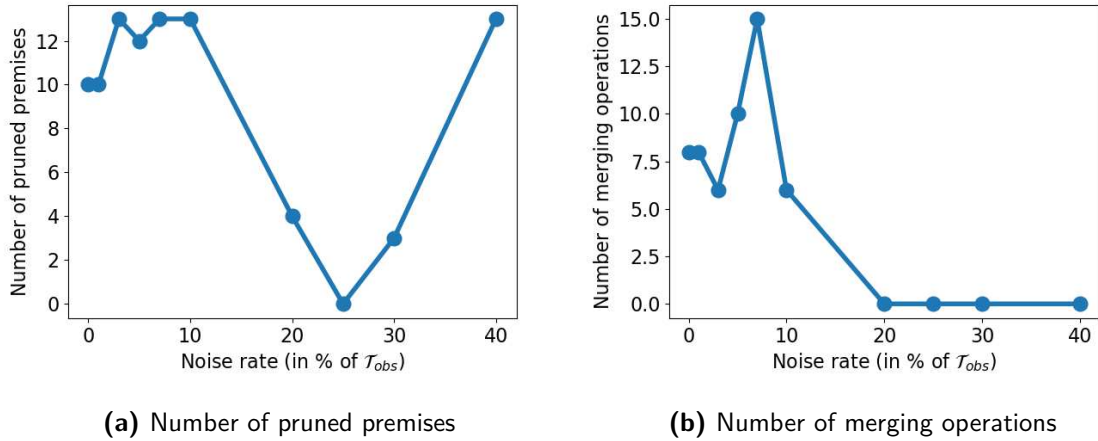 12
10
8
6
4
2
0
Number of pruned premises
0 10 20 30 40
Noise rate (in % of 𝒯obs)
(a) Number of pruned premises
15.0
12.5
10.0
7.5
5.0
2.5
0.0
Number of merging operations
0 10 20 30 40
Noise rate (in % of 𝒯obs)
(b) Number of merging operations